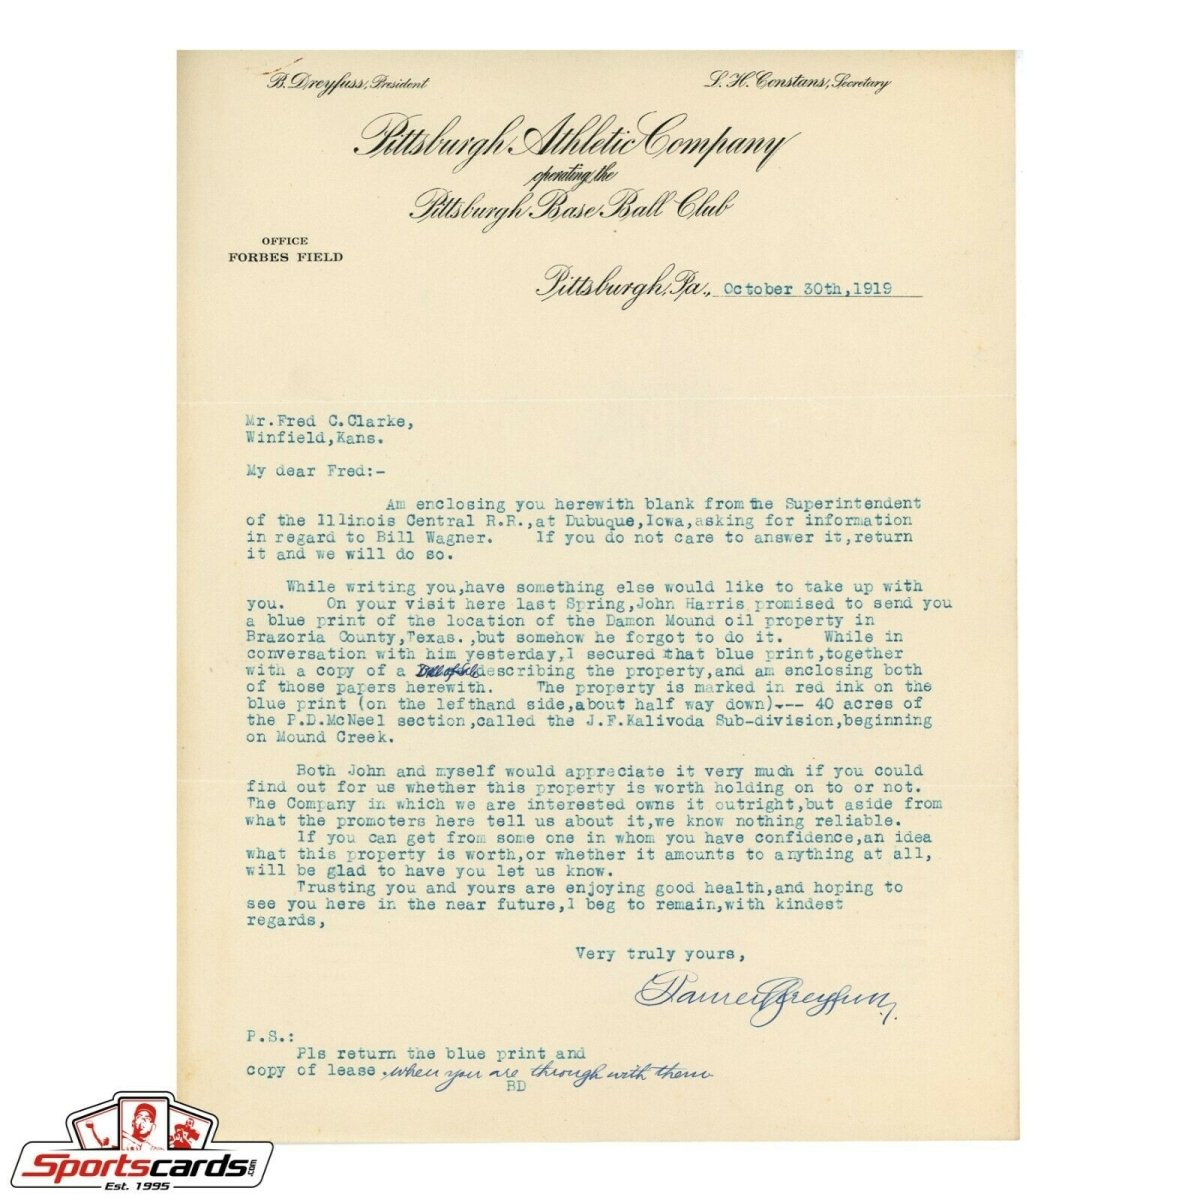 B. Dreyfuss, President
L. H. Constans, Secretary
Pittsburgh Athletic Company
operating the
Pittsburgh Base Ball Club
OFFICE
FORBES FIELD
Pittsburgh, Pa., October 30th,1919
Mr.Fred C.Clarke,
Winfield,Kans.
My dear Fred:-
Am enclosing you herewith blank from the Superintendent
of the Illinois Central R.R.,at Dubuque,Iowa,asking for information
in regard to Bill Wagner. If you do not care to answer it,return
it and we will do so.
While writing you,have something else would like to take up with
you. On your visit here last Spring,John Harris promised to send you
a blue print of the location of the Damon Mound oil property in
Brazoria County,Texas.,but somehow he forgot to do it. While in
conversation with him yesterday,I secured that blue print,together
with a copy of a Bill of Sale describing the property,and am enclosing both
of those papers herewith. The property is marked in red ink on the
blue print (on the lefthand side,about half way down)--- 40 acres of
the P.D.McNeel section,called the J.F.Kalivoda Sub-division,beginning
on Mound Creek.
Both John and myself would appreciate it very much if you could
find out for us whether this property is worth holding on to or not.
The Company in which we are interested owns it outright,but aside from
what the promoters here tell us about it,we know nothing reliable.
If you can get from some one in whom you have confidence,an idea
what this property is worth,or whether it amounts to anything at all,
will be glad to have you let us know.
Trusting you and yours are enjoying good health,and hoping to
see you here in the near future,I beg to remain,with kindest
regards,
Very truly yours,
Barney Dreyfuss.
P.S.:
Pls return the blue print and
copy of lease, when you are through with them
BD
Sportscards.com
Est. 1995